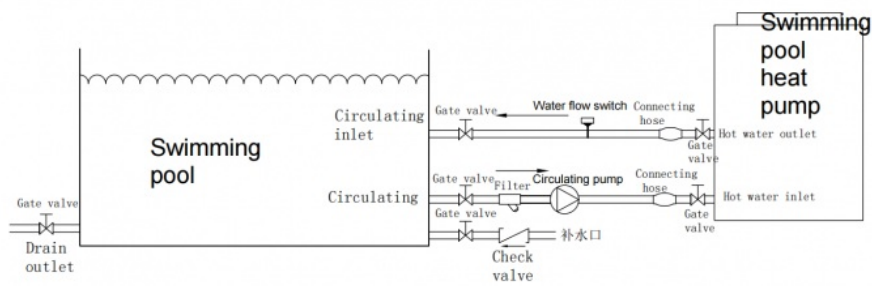 Swimming
pool
heat
pump
Circulating
inlet
Gate valve
Water flow switch
Connecting
hose
Gate
valve
Hot water outlet
Swimming
pool
Circulating
Gate valve
Filter
Circulating pump
Connecting
hose
Gate
valve
Hot water inlet
Gate valve
Drain
outlet
Gate valve
Check
valve
补水口